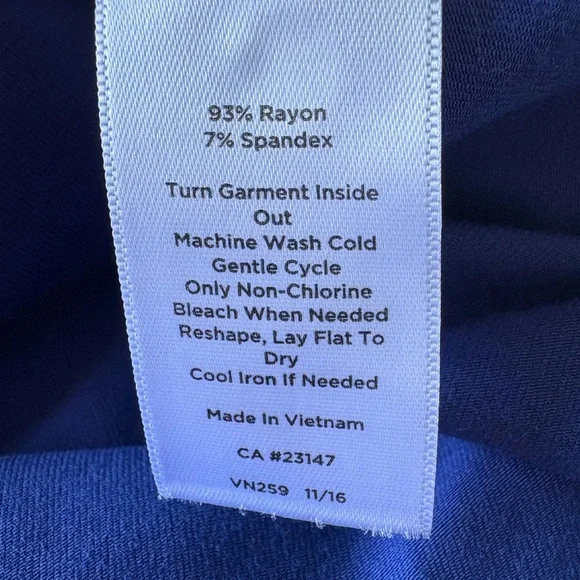 93% Rayon
7% Spandex
Turn Garment Inside
Out
Machine Wash Cold
Gentle Cycle
Only Non-Chlorine
Bleach When Needed
Reshape, Lay Flat To
Dry
Cool Iron If Needed
Made In Vietnam
CA #23147
VN259 11/16